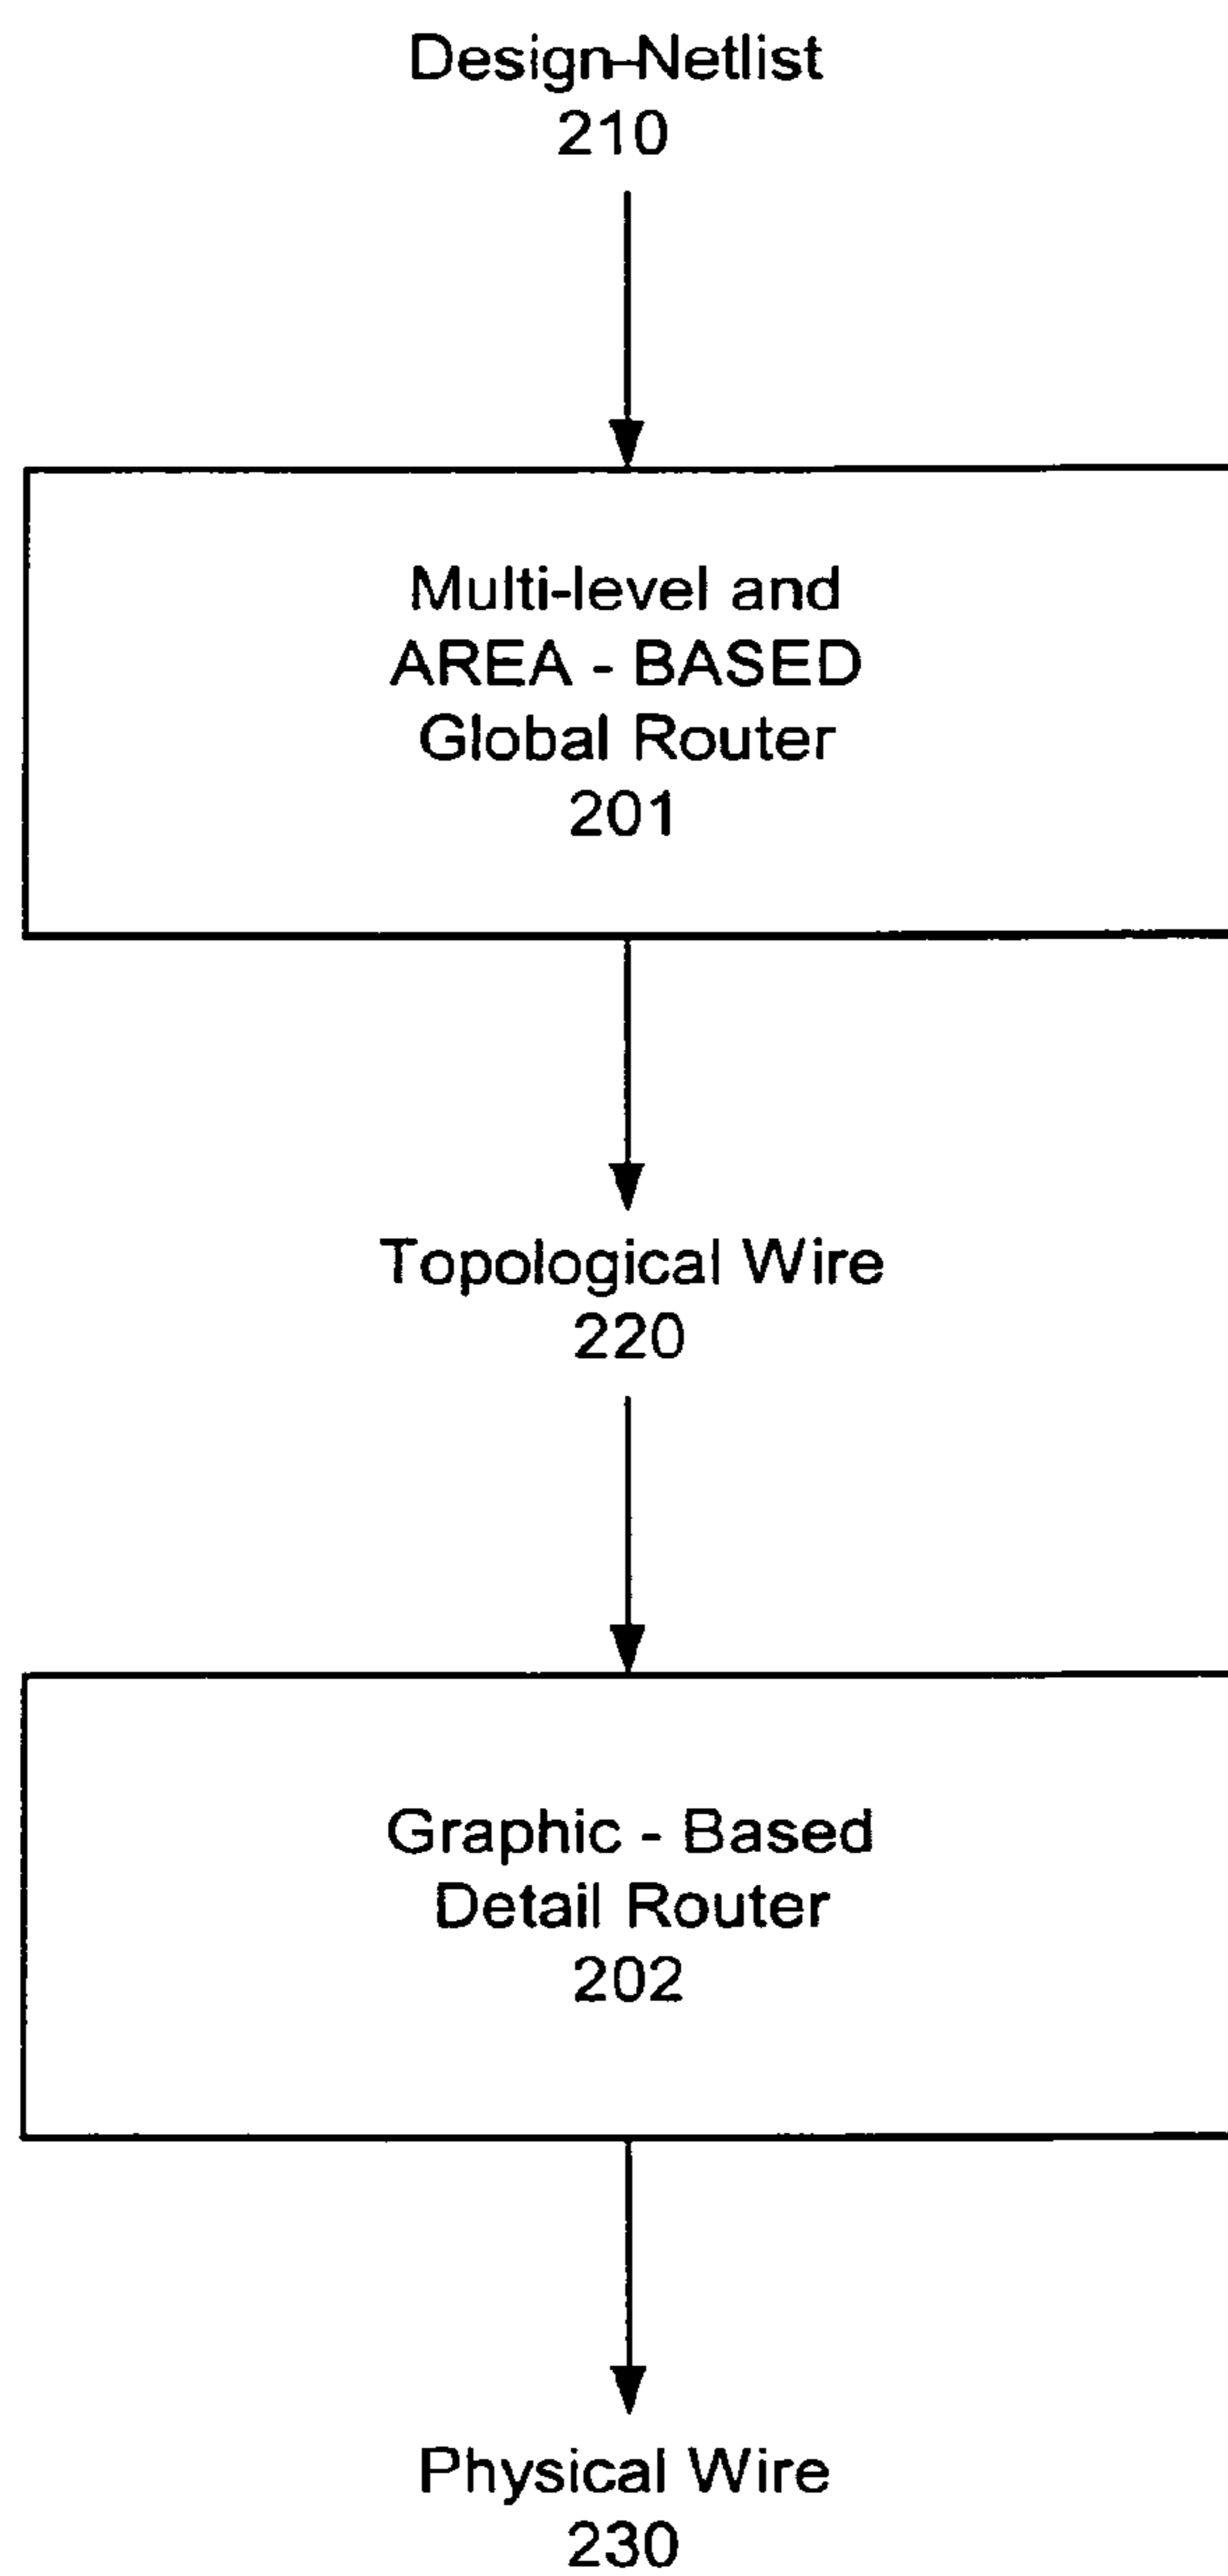 Design-Netlist
210
Multi-level and
AREA - BASED
Global Router
201
Topological Wire
220
Graphic - Based
Detail Router
202
Physical Wire
230